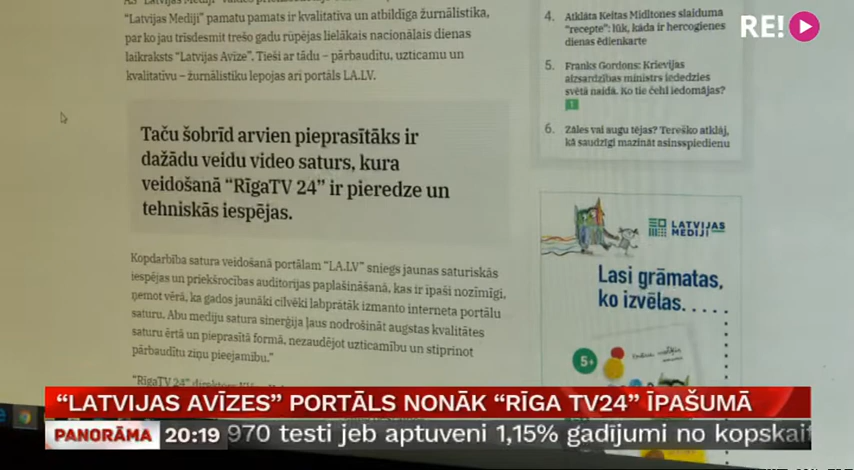 "Latvijas Mediji" pamatu pamats ir kvalitatīva un atbildīga žurnālistika,
par ko jau trīsdesmit trešo gadu rūpējas lielākais nacionālais dienas
laikraksts "Latvijas Avīze". Tieši ar tādu – pārbaudītu, uzticamu un
kvalitatīvu – žurnālistiku lepojas arī portāls LA.LV.
Taču šobrīd arvien pieprasītāks ir
dažādu veidu video saturs, kura
veidošanā "RīgaTV 24" ir pieredze un
tehniskās iespējas.
Kopdarbība satura veidošanā portālam "LA.LV" sniegs jaunas saturiskās
iespējas un priekšrocības auditorijas paplašināšanā, kas ir īpaši nozīmīgi,
ņemot vērā, ka gados jaunāki cilvēki labprātāk izmanto interneta portālu
saturu. Abu mediju satura sinerģija ļaus nodrošināt augstas kvalitātes
saturu ērtā un pieprasītā formā, nezaudējot uzticamību un stiprinot
pārbaudītu ziņu pieejamību."
"RīgaTV 24"
4. Atklāta Keitas Midltones slaiduma
"recepte": lūk, kāda ir hercogienes
dienas ēdienkarte
5. Franks Gordons: Krievijas
aizsardzības ministrs iededzies
svētā naidā. Ko tie čehi iedomājas?
1
6. Zāles vai augu tējas? Tereško atklāj,
kā saudzīgi mazināt asinsspiedienu
LATVIJAS
MEDIJI
Lasi grāmatas,
ko izvēlas.....
5+
RE!
"LATVIJAS AVĪZES" PORTĀLS NONĀK "RĪGA TV24" ĪPAŠUMĀ
PANORĀMA 20:19 970 testi jeb aptuveni 1,15% gadījumi no kopskait